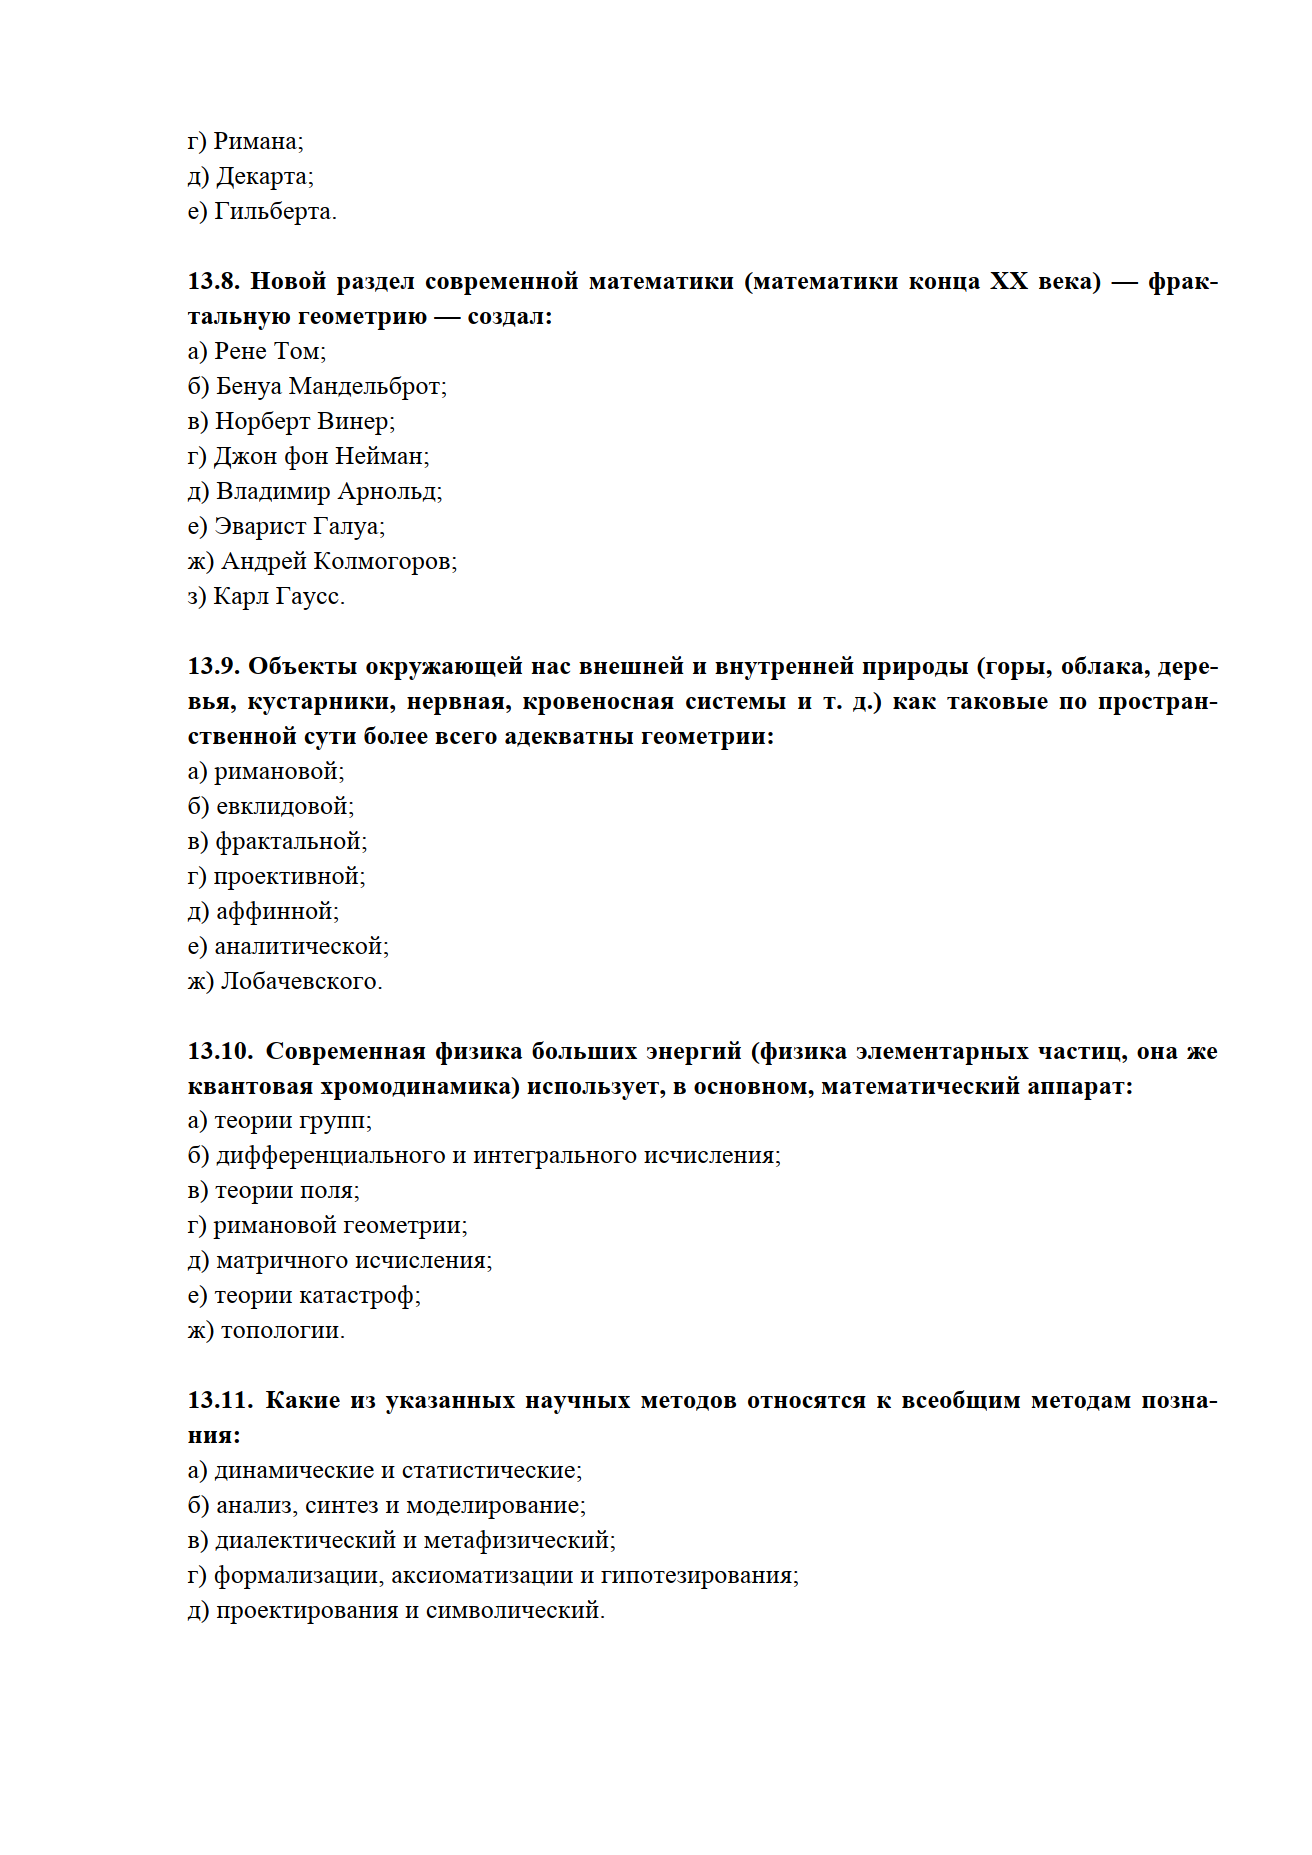 г) Римана;
д) Декарта;
е) Гильберта.
13.8. Новой раздел современной математики (математики конца XX века) — фрак-
тальную геометрию — создал:
а) Рене Том;
б) Бенуа Мандельброт;
в) Норберт Винер;
г) Джон фон Нейман;
д) Владимир Арнольд;
е) Эварист Галуа;
ж) Андрей Колмогоров;
з) Карл Гаусс.
13.9. Объекты окружающей нас внешней и внутренней природы (горы, облака, дере-
вья, кустарники, нервная, кровеносная системы и т. д.) как таковые по простран-
ственной сути более всего адекватны геометрии:
а) римановой;
б) евклидовой;
в) фрактальной;
г) проективной;
д) аффинной;
е) аналитической;
ж) Лобачевского.
13.10. Современная физика больших энергий (физика элементарных частиц, она же
квантовая хромодинамика) использует, в основном, математический аппарат:
а) теории групп;
б) дифференциального и интегрального исчисления;
в) теории поля;
г) римановой геометрии;
д) матричного исчисления;
е) теории катастроф;
ж) топологии.
13.11. Какие из указанных научных методов относятся к всеобщим методам позна-
ния:
а) динамические и статистические;
б) анализ, синтез и моделирование;
в) диалектический и метафизический;
г) формализации, аксиоматизации и гипотезирования;
д) проектирования и символический.